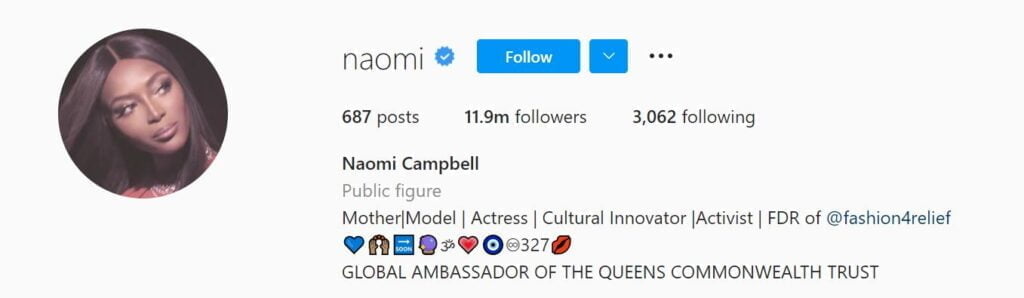 naomi Follow
687 posts 11.9m followers 3,062 following
Naomi Campbell
Public figure
Mother|Model | Actress | Cultural Innovator |Activist | FDR of @fashion4relief
💙🙌🏾🔜🔮🕉💗🧿♾327💋
GLOBAL AMBASSADOR OF THE QUEENS COMMONWEALTH TRUST